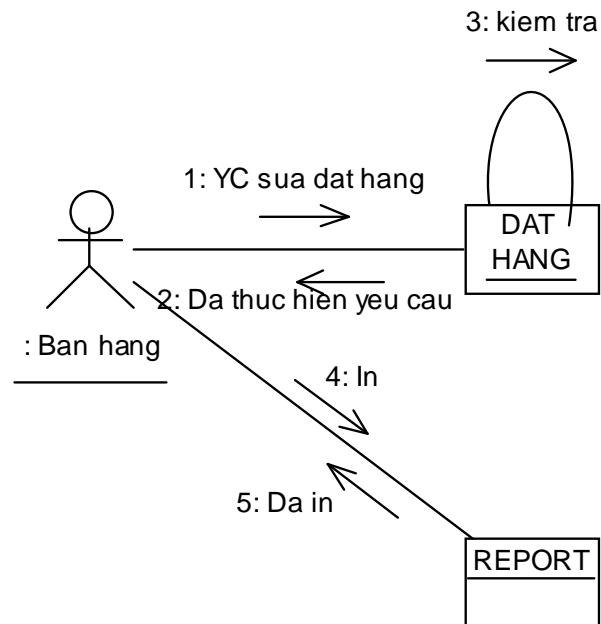 3: kiem tra
1: YC sua dat hang
DAT
HANG
2: Da thuc hien yeu cau
: Ban hang
4: In
5: Da in
REPORT